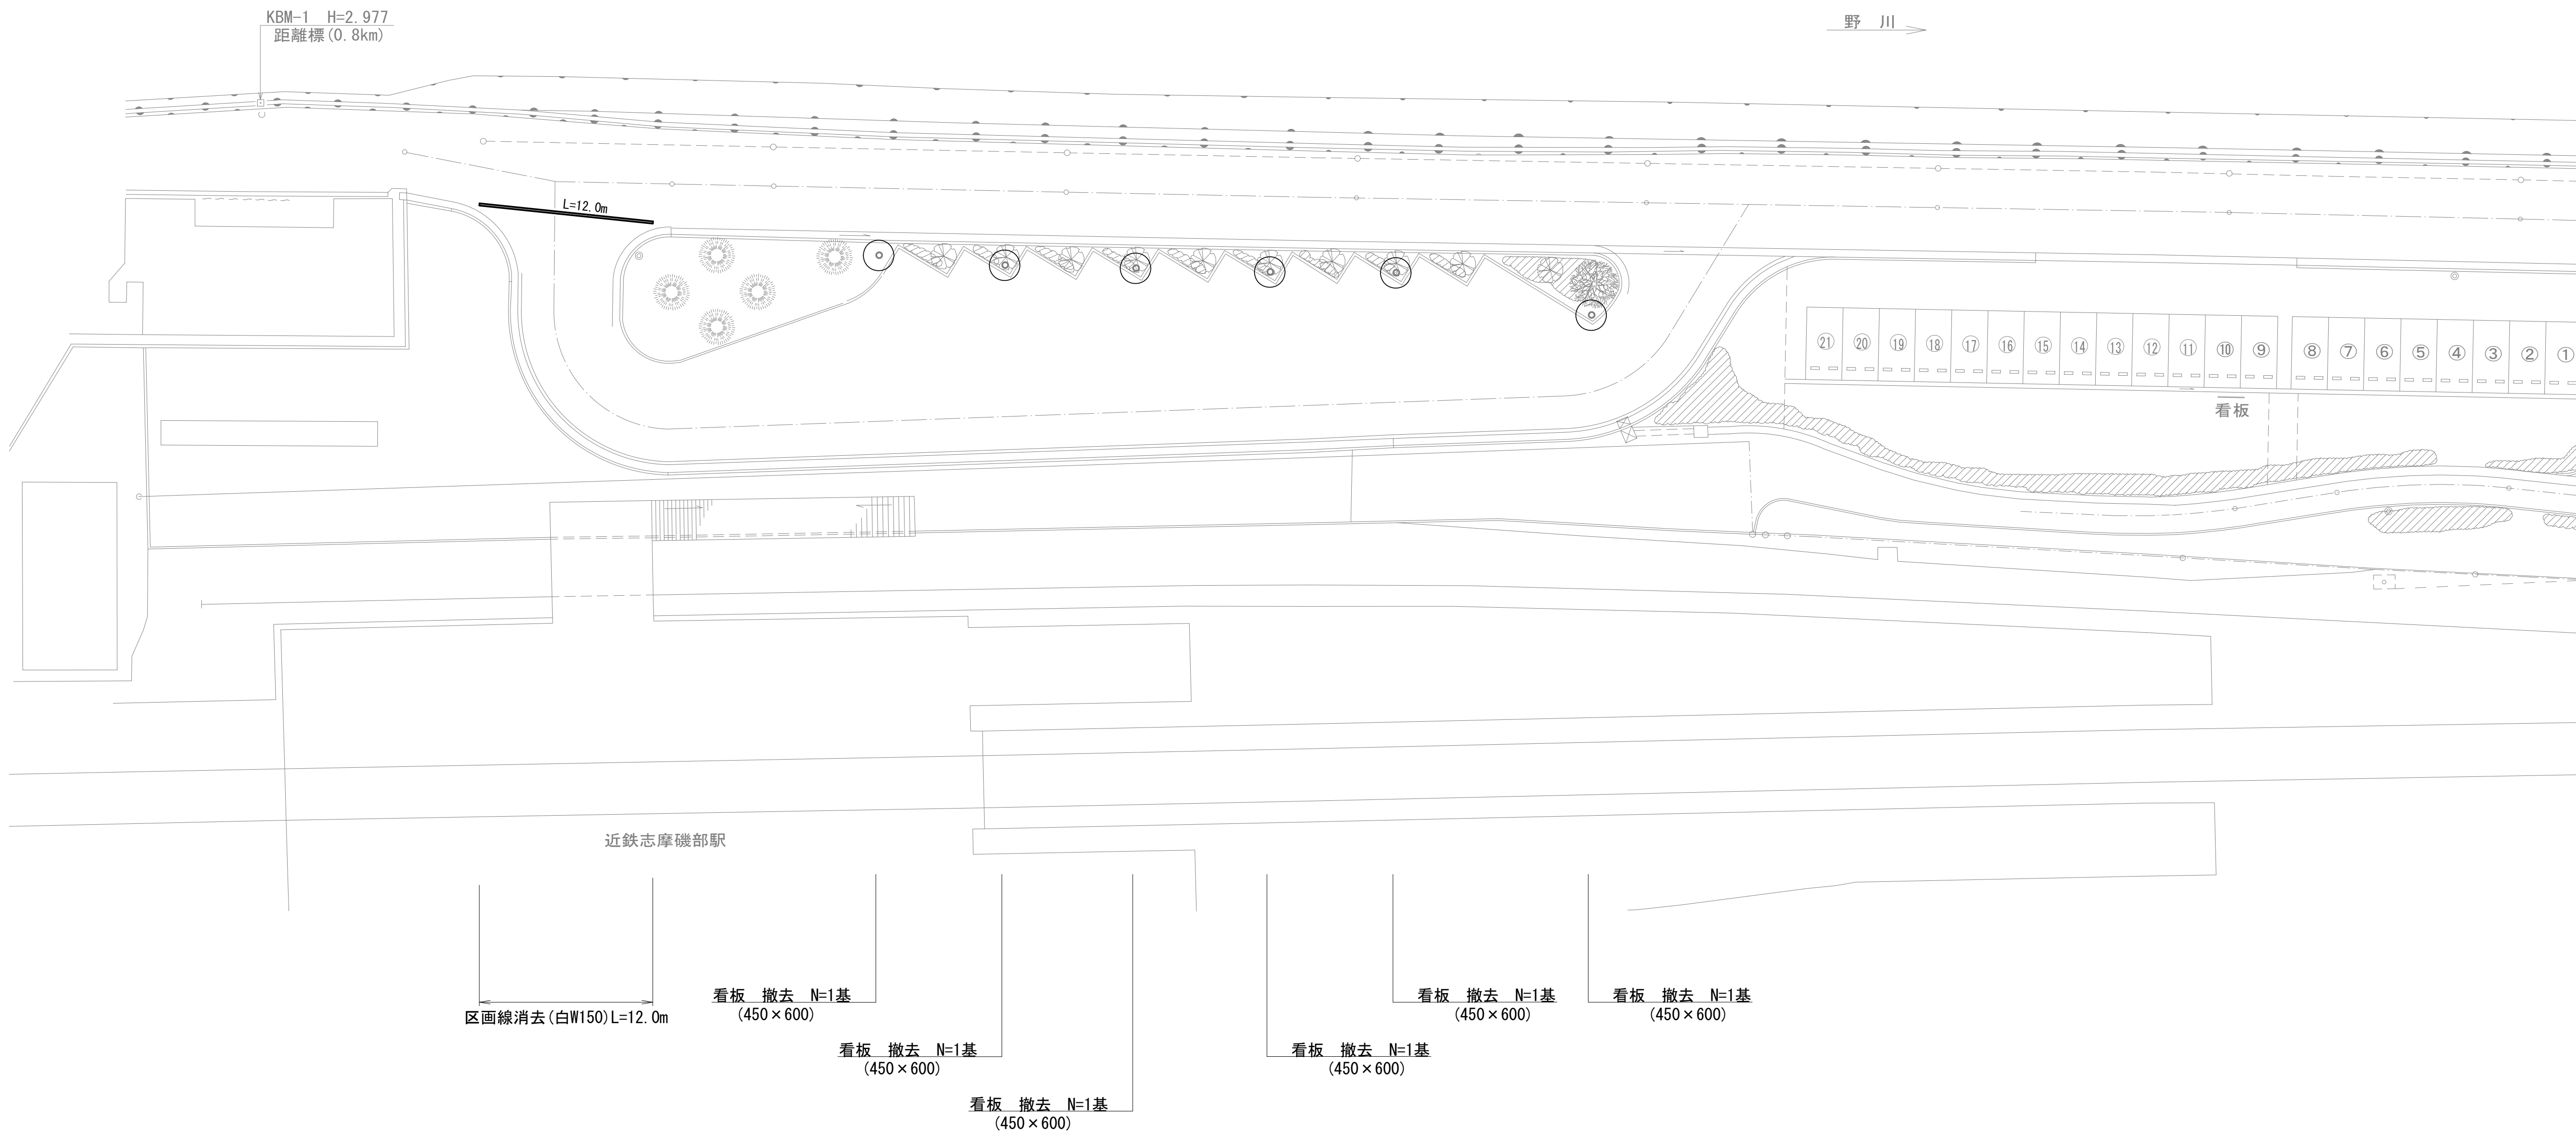 KBM-1 H=2.977
距離標(0.8km)
野 川
L=12.0m
㉑ ⑳ ⑲ ⑱ ⑰ ⑯ ⑮ ⑭ ⑬ ⑫ ⑪ ⑩ ⑨ ⑧ ⑦ ⑥ ⑤ ④ ③ ② ①
看板
近鉄志摩磯部駅
区画線消去(白W150)L=12.0m
看板 撤去 N=1基
(450×600)
看板 撤去 N=1基
(450×600)
看板 撤去 N=1基
(450×600)
看板 撤去 N=1基
(450×600)
看板 撤去 N=1基
(450×600)
看板 撤去 N=1基
(450×600)